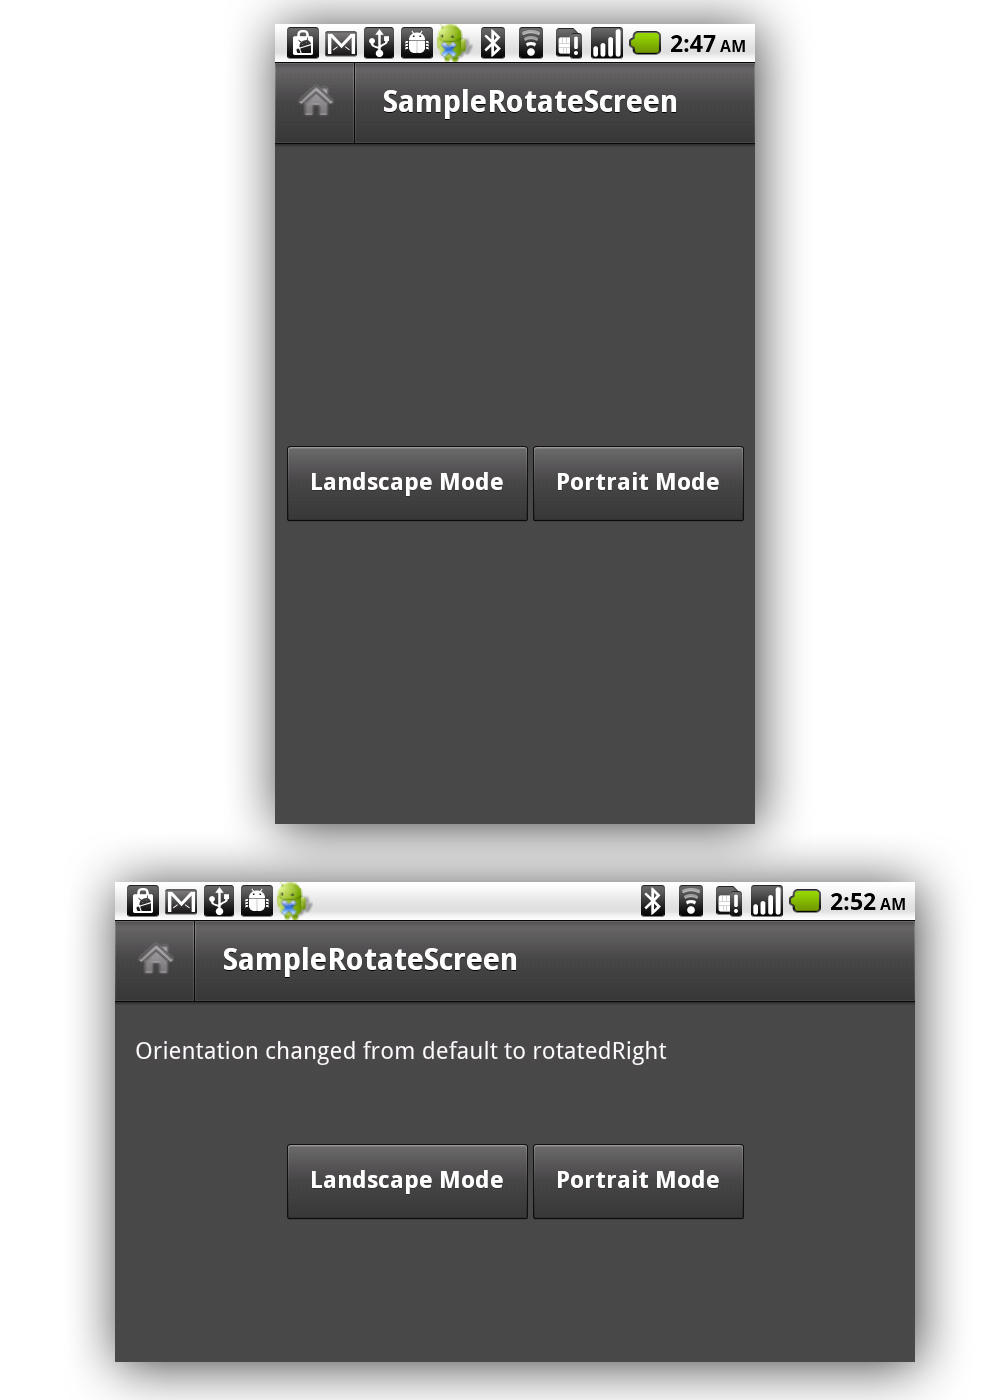 2:47 AM
SampleRotateScreen
Landscape Mode Portrait Mode
2:52 AM
SampleRotateScreen
Orientation changed from default to rotatedRight
Landscape Mode Portrait Mode